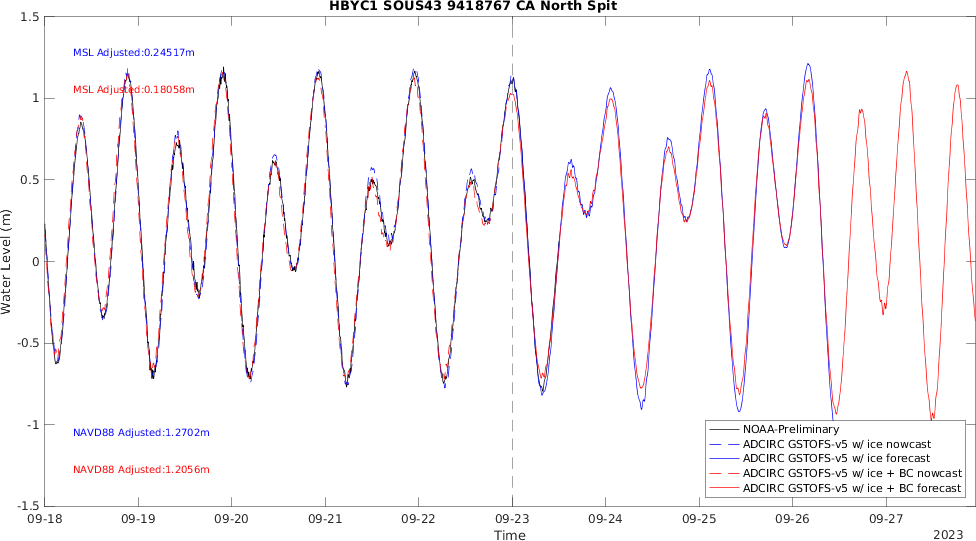 HBYC1 SOUS43 9418767 CA North Spit
1.5
MSL Adjusted:0.24517m
MSL Adjusted:0.18058m
1
0.5
0
-0.5
-1
-1.5
Water Level (m)
NAVD88 Adjusted:1.2702m
NAVD88 Adjusted:1.2056m
NOAA-Preliminary
ADCIRC GSTOFS-v5 w/ ice nowcast
ADCIRC GSTOFS-v5 w/ ice forecast
ADCIRC GSTOFS-v5 w/ ice + BC nowcast
ADCIRC GSTOFS-v5 w/ ice + BC forecast
09-18 09-19 09-20 09-21 09-22 09-23 09-24 09-25 09-26 09-27
Time
2023